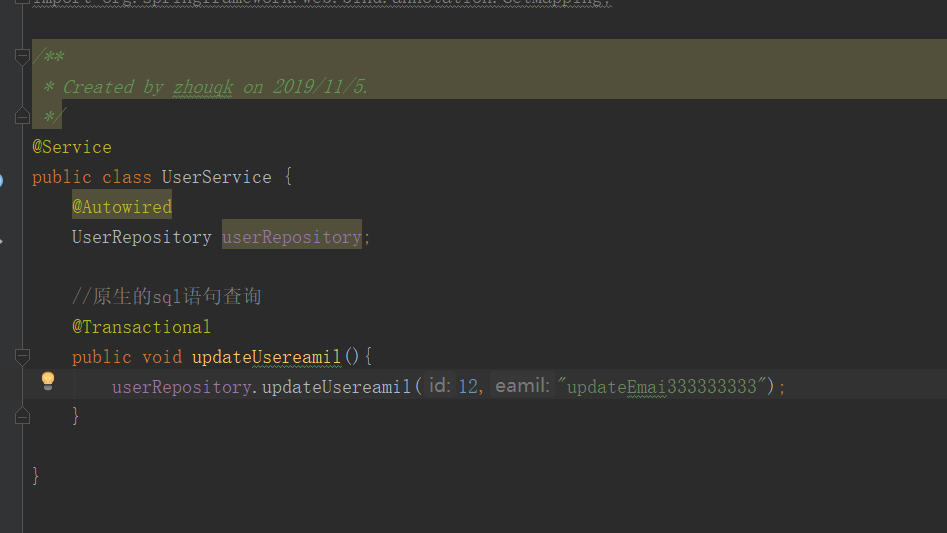 import org.springframework.web.bind.annotation.GetMapping;
/**
* Created by zhouqk on 2019/11/5.
*/
@Service
public class UserService {
@Autowired
UserRepository userRepository;
//原生的sql语句查询
@Transactional
public void updateUsereamil(){
userRepository.updateUsereamil( id: 12, eamil: "updateEmai333333333");
}
}